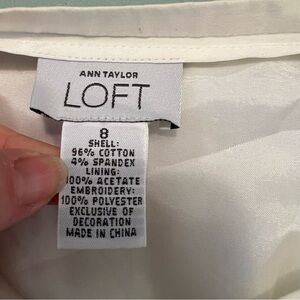 ANN TAYLOR
LOFT
8
SHELL:
96% COTTON
4% SPANDEX
LINING:
100% ACETATE
EMBROIDERY:
100% POLYESTER
EXCLUSIVE OF
DECORATION
MADE IN CHINA